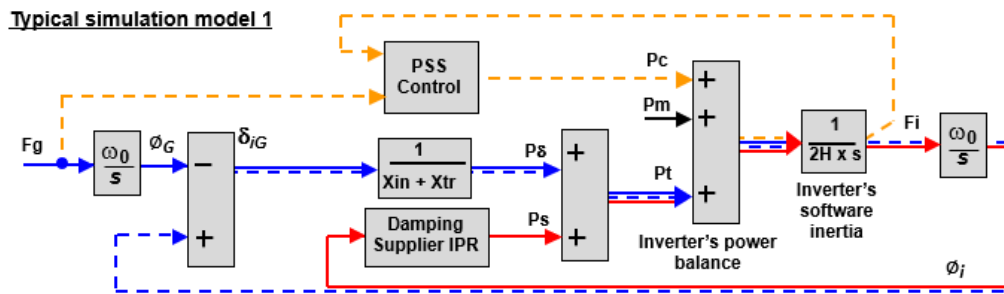 Typical simulation model 1
PSS
Control
Pc
Pm
Fg
ω0
s
ØG
δiG
−
+
1
Xin + Xtr
Pδ
Damping
Supplier IPR
Ps
+
+
Pt
+
+
+
Inverter's power
balance
1
2H x s
Inverter's
software
inertia
Fi
ω0
s
Øi